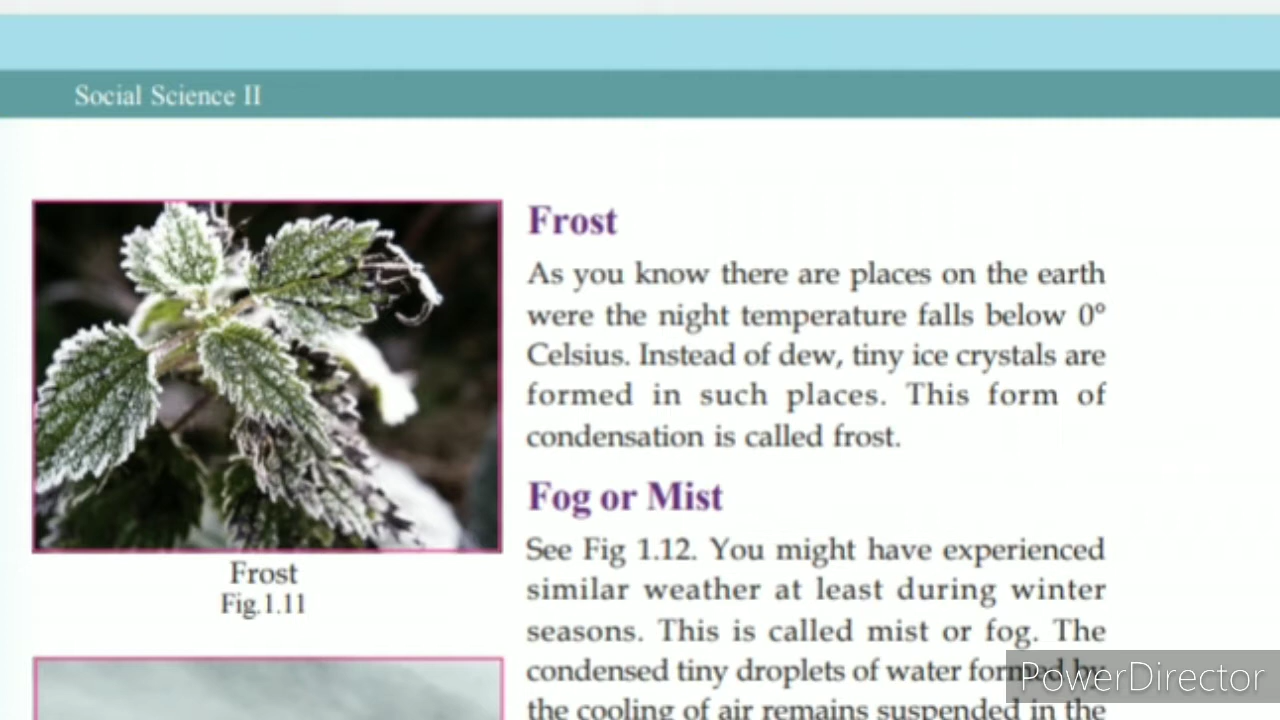 Social Science II
Frost
As you know there are places on the earth
were the night temperature falls below 0°
Celsius. Instead of dew, tiny ice crystals are
formed in such places. This form of
condensation is called frost.
Frost
Fig.1.11
Fog or Mist
See Fig 1.12. You might have experienced
similar weather at least during winter
seasons. This is called mist or fog. The
condensed tiny droplets of water formed by
the cooling of air remains suspended in the
PowerDirector